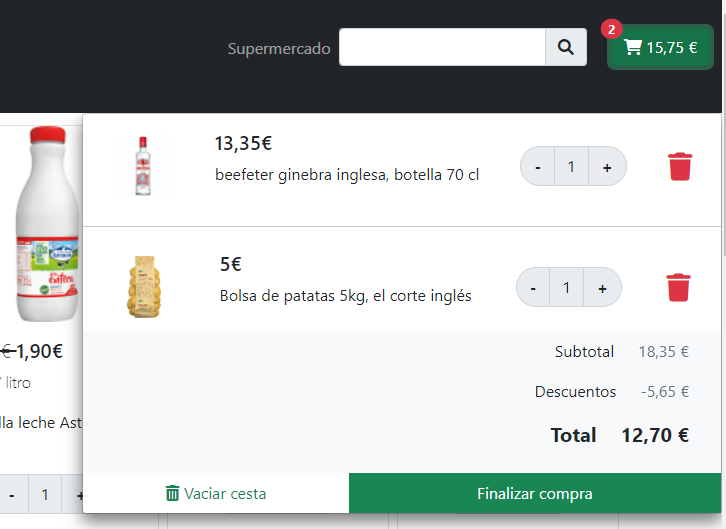 Supermercado
2
15,75 €
13,35€
beefeter ginebra inglesa, botella 70 cl
- 1 +
5€
Bolsa de patatas 5kg, el corte inglés
- 1 +
Subtotal 18,35 €
Descuentos -5,65 €
Total 12,70 €
Vaciar cesta
Finalizar compra
entera
€ 1,90€
/ litro
lla leche Ast
- 1 +